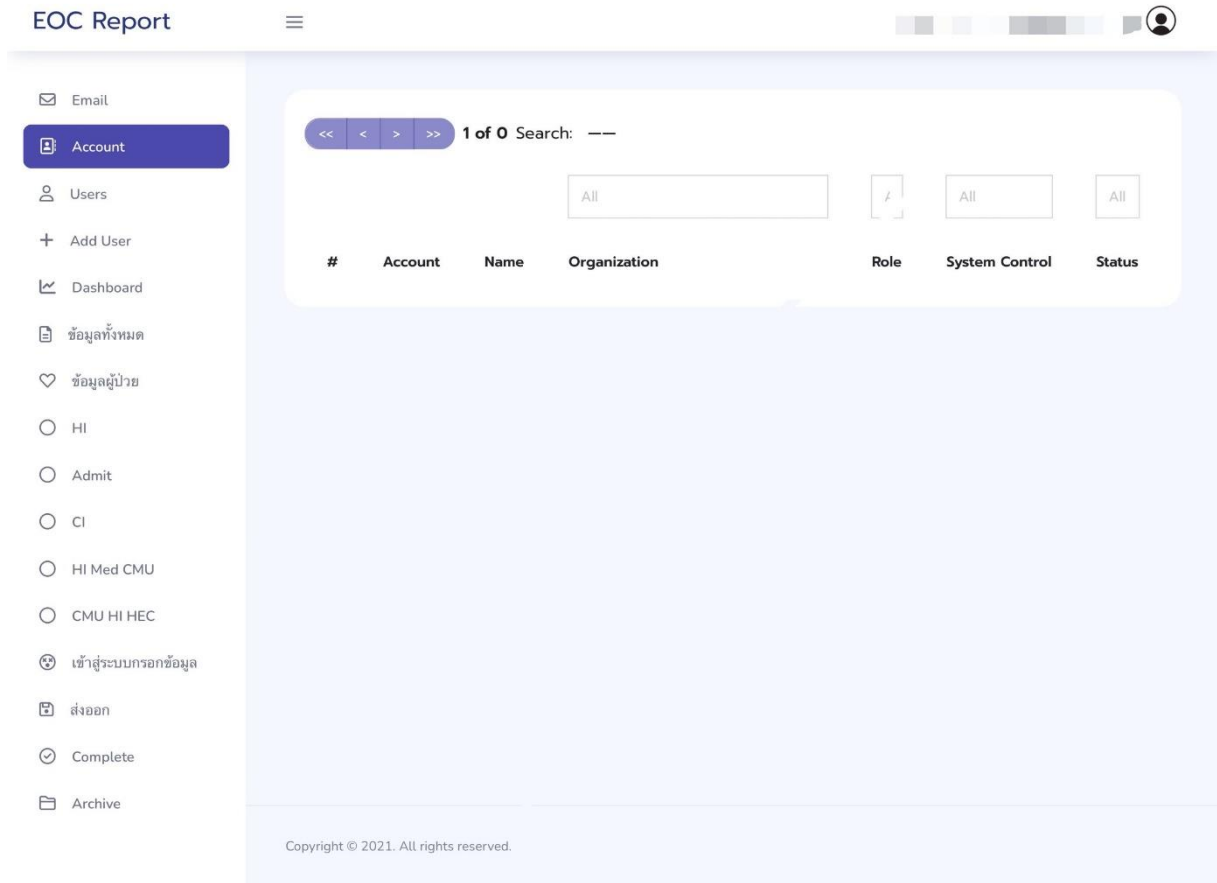 EOC Report
Email
Account
Users
Add User
Dashboard
ข้อมูลทั้งหมด
ข้อมูลผู้ป่วย
HI
Admit
CI
HI Med CMU
CMU HI HEC
เข้าสู่ระบบกรอกข้อมูล
ส่งออก
Complete
Archive
<< < > >> 1 of 0 Search: ——
All All All
# Account Name Organization Role System Control Status
Copyright © 2021. All rights reserved.